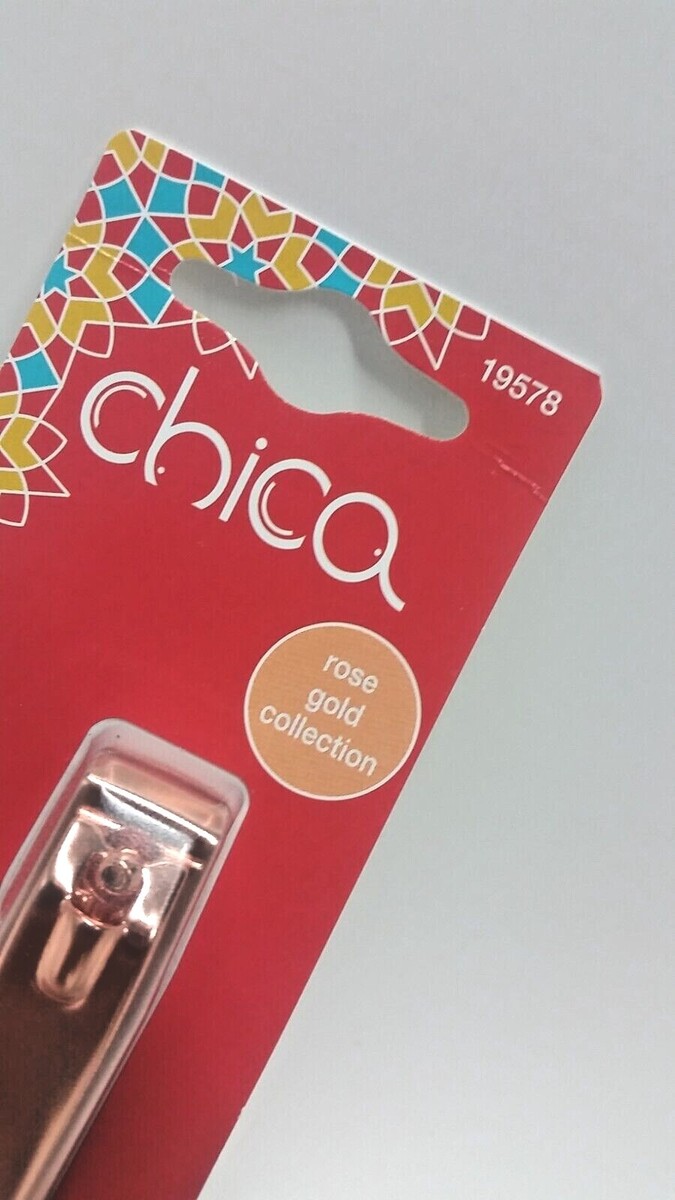 19578
chica
rose
gold
collection